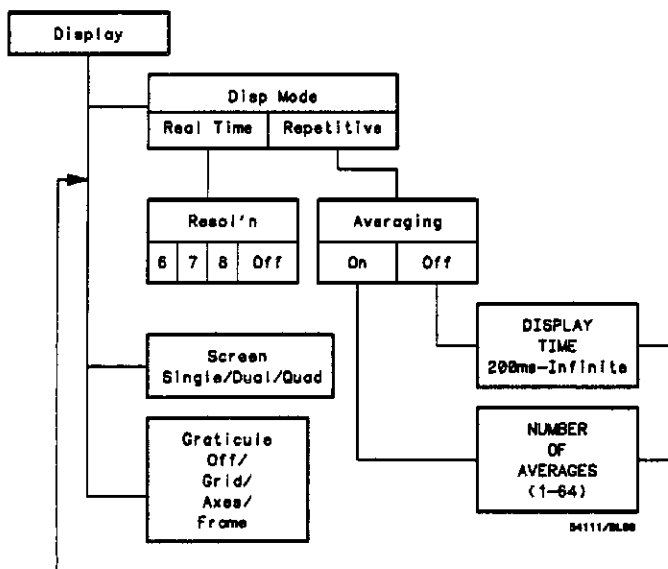 Display
Disp Mode
Real Time Repetitive
Resol'n
6 7 8 Off
Averaging
On Off
DISPLAY
TIME
200ms-Infinite
Screen
Single/Dual/Quad
Graticule
Off/
Grid/
Axes/
Frame
NUMBER
OF
AVERAGES
(1-64)